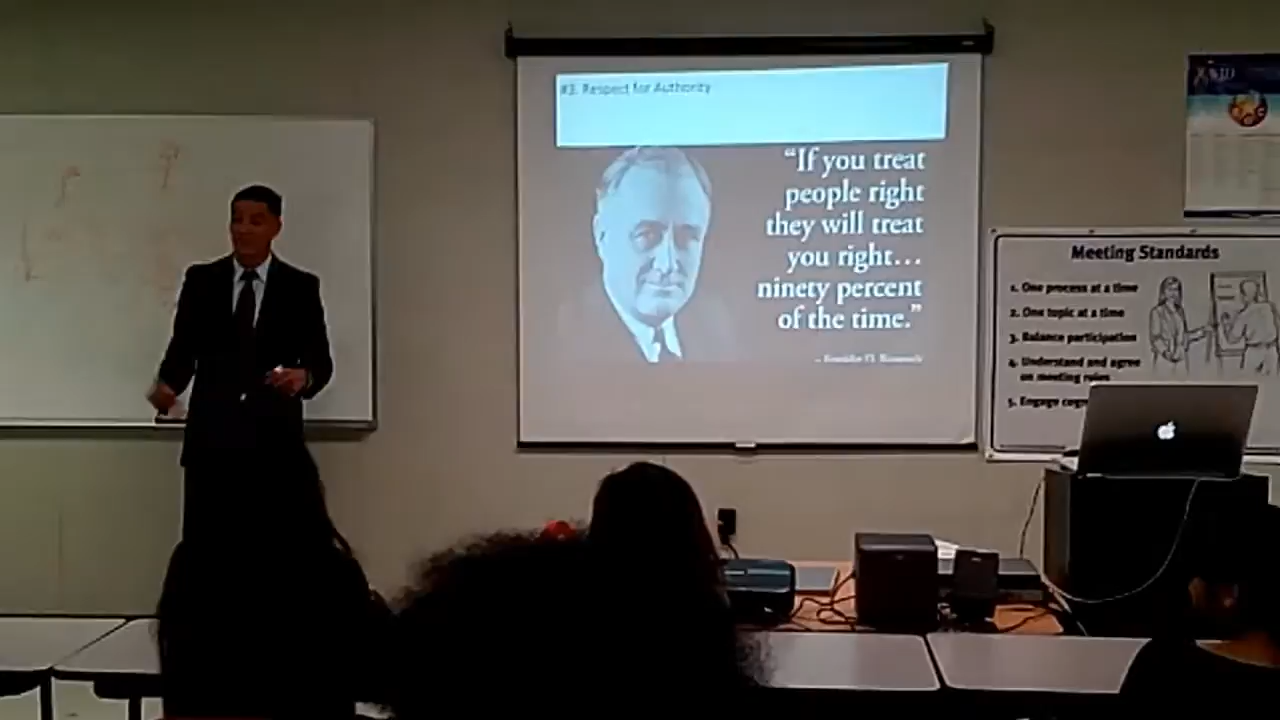 #3. Respect for Authority
“If you treat
people right
they will treat
you right...
ninety percent
of the time.”
– Franklin D. Roosevelt
Meeting Standards
1. One process at a time
2. One topic at a time
3. Balance participation
4. Understand and agree
on meeting roles
5. Engage